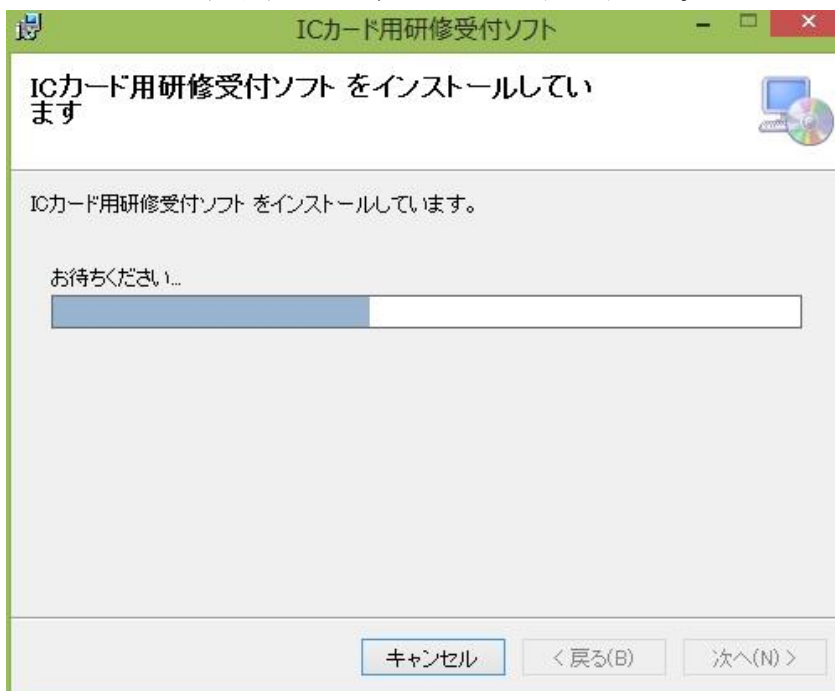 ICカード用研修受付ソフト
ICカード用研修受付ソフト をインストールしてい
ます
ICカード用研修受付ソフト をインストールしています。
お待ちください...
キャンセル
< 戻る(B)
次へ(N) >